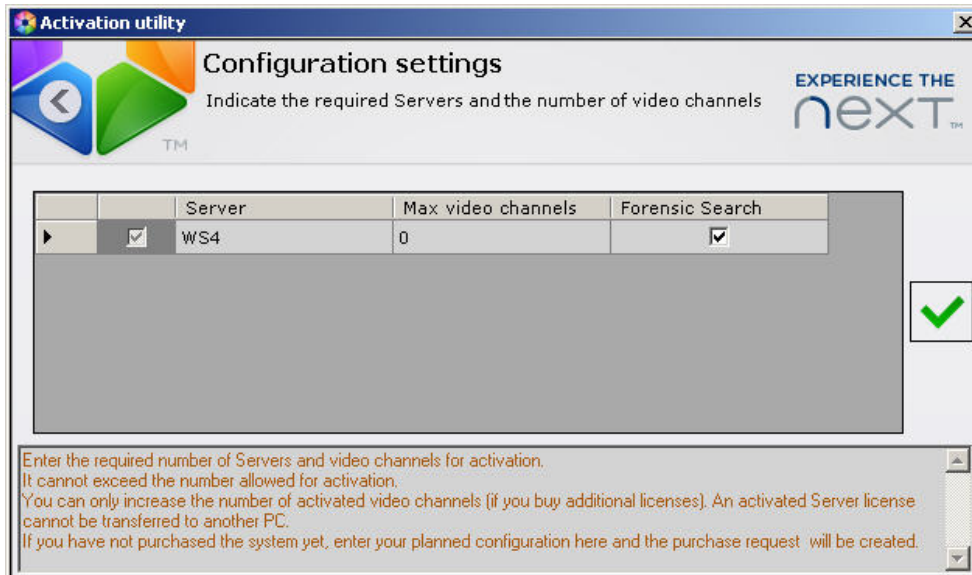 Activation utility
Configuration settings
Indicate the required Servers and the number of video channels
EXPERIENCE THE
next™
TM
Server Max video channels Forensic Search
WS4 0
Enter the required number of Servers and video channels for activation.
It cannot exceed the number allowed for activation.
You can only increase the number of activated video channels (if you buy additional licenses). An activated Server license
cannot be transferred to another PC.
If you have not purchased the system yet, enter your planned configuration here and the purchase request will be created.